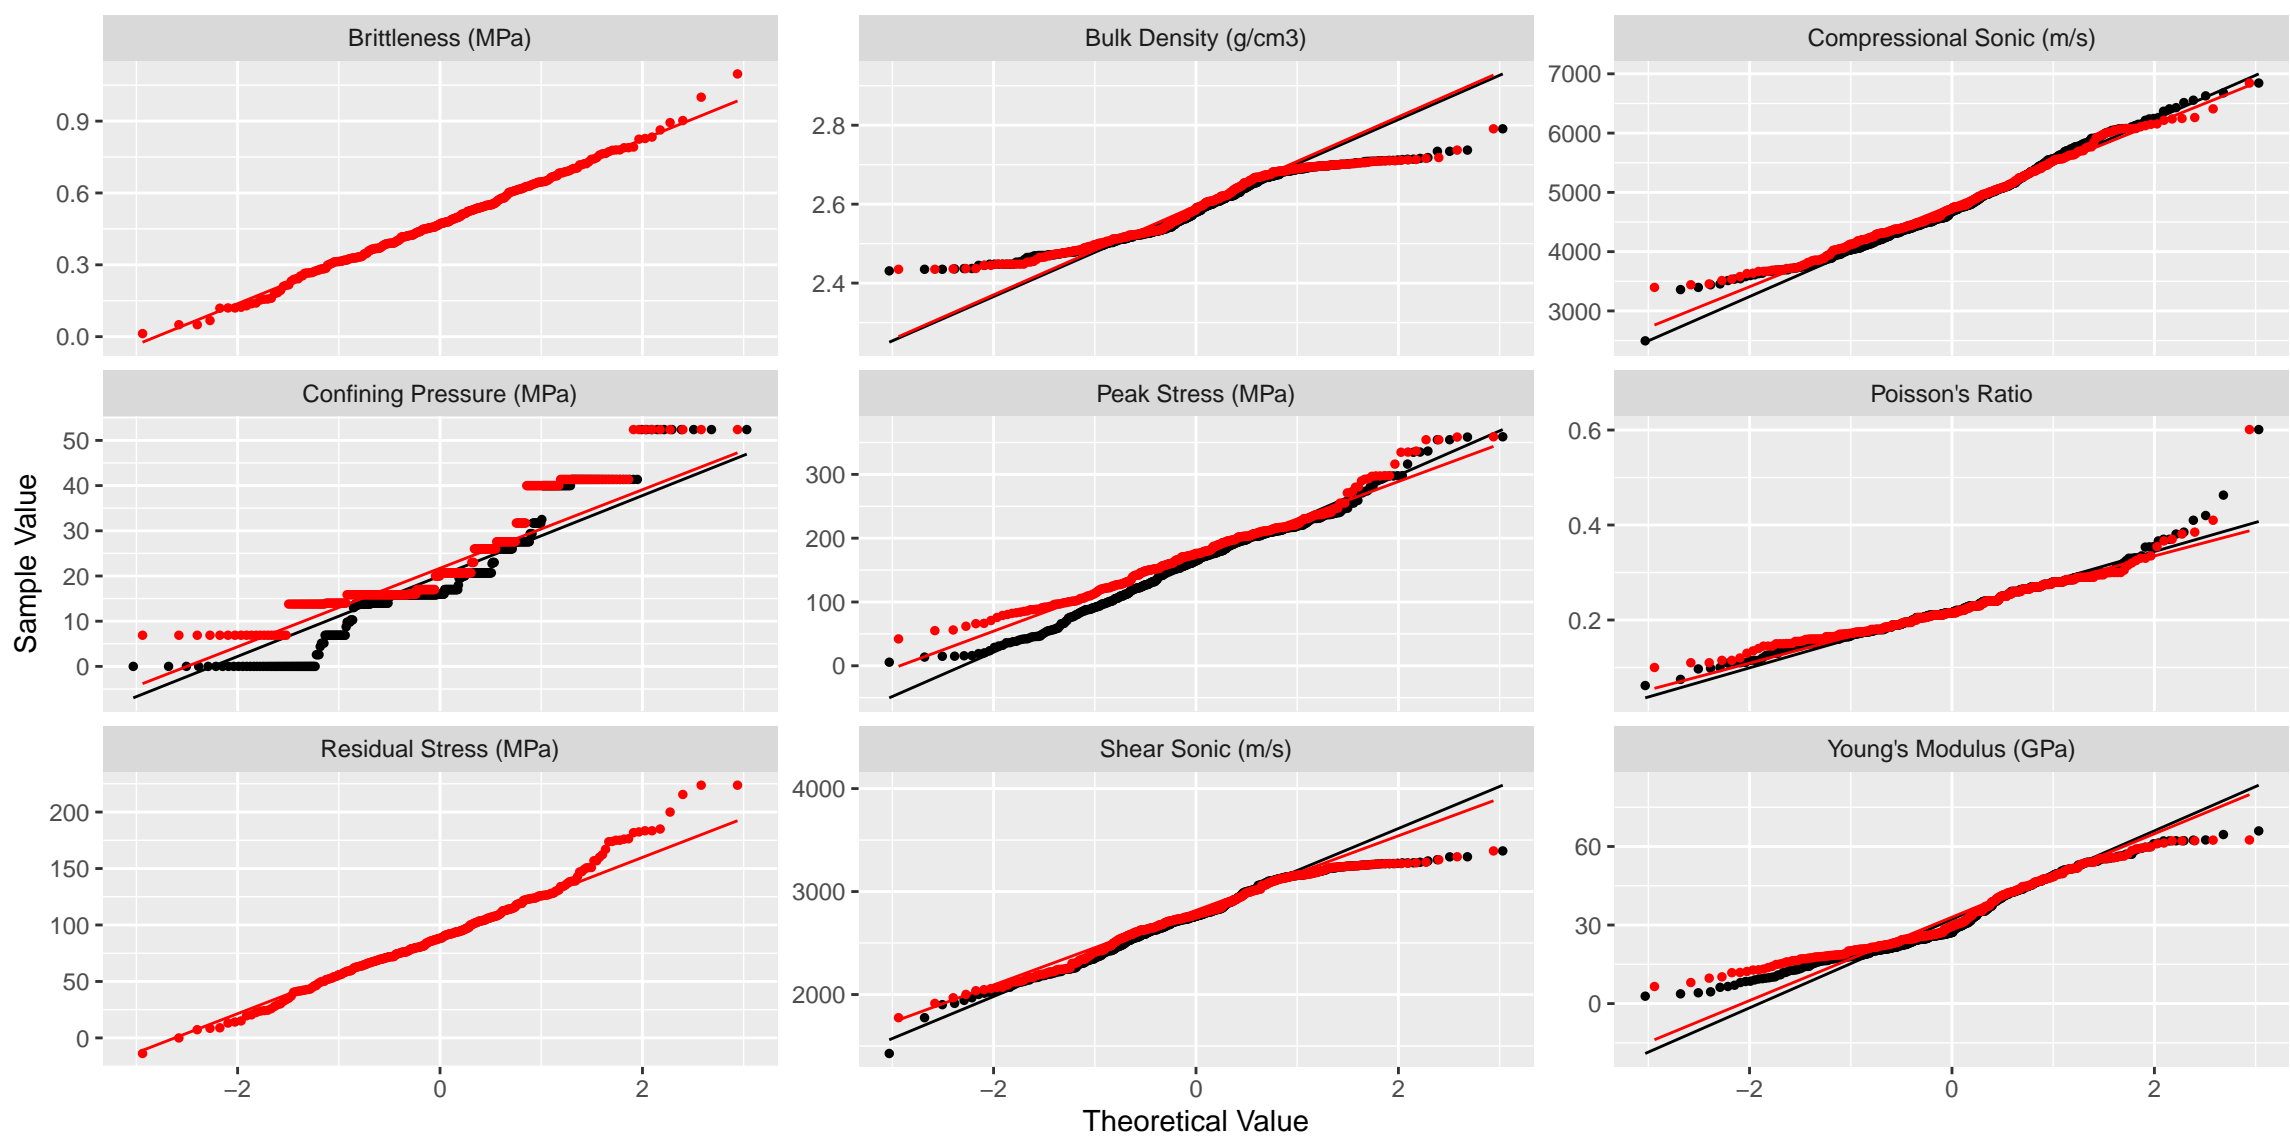 Brittleness (MPa)
Bulk Density (g/cm3)
Compressional Sonic (m/s)
0.9
0.6
0.3
0.0
2.8
2.6
2.4
7000
6000
5000
4000
3000
Confining Pressure (MPa)
Peak Stress (MPa)
Poisson's Ratio
50
40
30
20
10
0
300
200
100
0
0.6
0.4
0.2
Sample Value
Residual Stress (MPa)
Shear Sonic (m/s)
Young's Modulus (GPa)
200
150
100
50
0
4000
3000
2000
60
30
0
−2 0 2
−2 0 2
−2 0 2
Theoretical Value